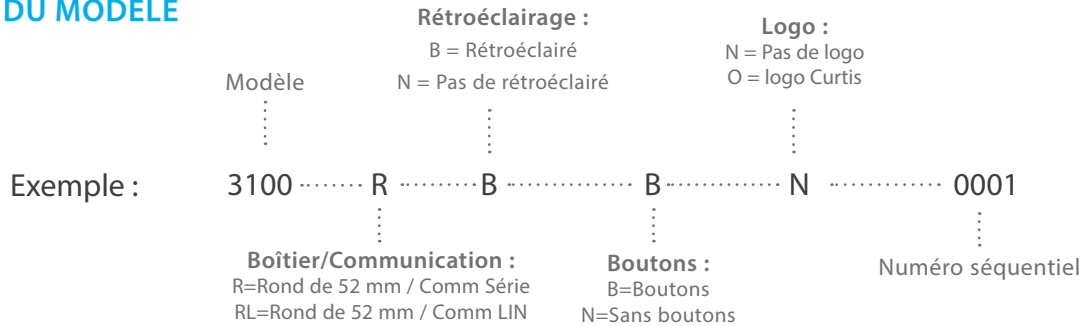 DU MODÈLE
Rétroéclairage :
B = Rétroéclairé
N = Pas de rétroéclairé
Logo :
N = Pas de logo
O = logo Curtis
Modèle
Exemple : 3100 R B B N 0001
Boîtier/Communication :
R=Rond de 52 mm / Comm Série
RL=Rond de 52 mm / Comm LIN
Boutons :
B=Boutons
N=Sans boutons
Numéro séquentiel